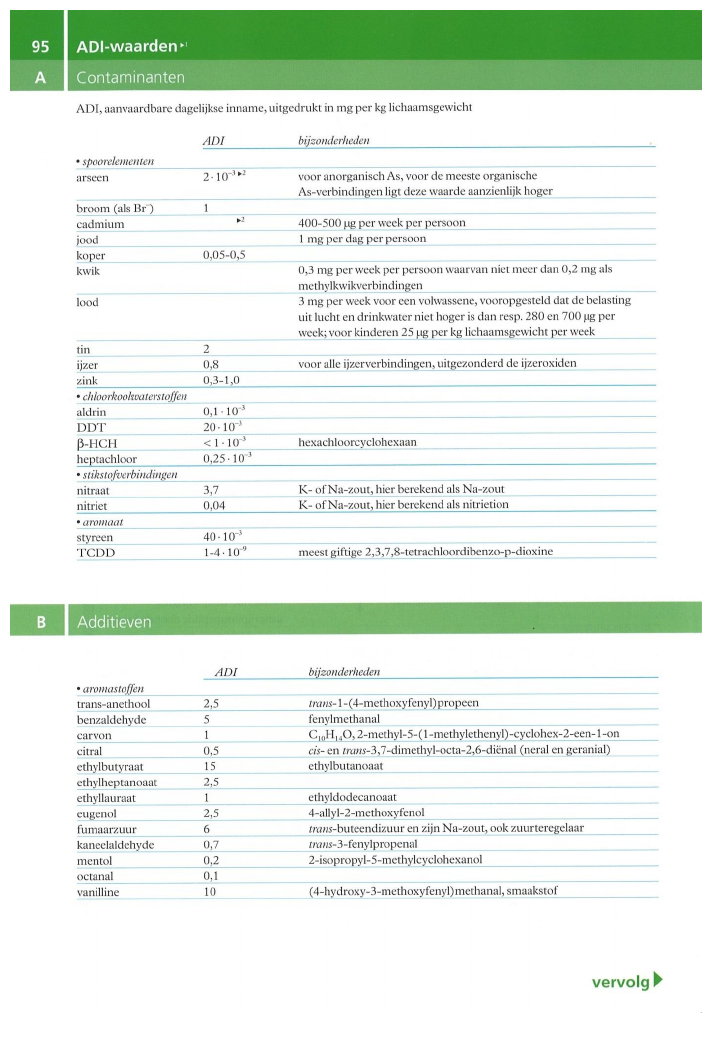 95 ADI-waarden ▸1
A Contaminanten
ADI, aanvaardbare dagelijkse inname, uitgedrukt in mg per kg lichaamsgewicht
ADI bijzonderheden
• spoorelementen
arseen 2 · 10⁻³ ▸2 voor anorganisch As, voor de meeste organische
As-verbindingen ligt deze waarde aanzienlijk hoger
broom (als Br⁻) 1
cadmium ▸2 400-500 µg per week per persoon
jood 1 mg per dag per persoon
koper 0,05-0,5
kwik 0,3 mg per week per persoon waarvan niet meer dan 0,2 mg als
methylkwikverbindingen
lood 3 mg per week voor een volwassene, vooropgesteld dat de belasting
uit lucht en drinkwater niet hoger is dan resp. 280 en 700 µg per
week; voor kinderen 25 µg per kg lichaamsgewicht per week
tin 2
ijzer 0,8 voor alle ijzerverbindingen, uitgezonderd de ijzeroxiden
zink 0,3-1,0
• chloorkoolwaterstoffen
aldrin 0,1 · 10⁻³
DDT 20 · 10⁻³
β-HCH < 1 · 10⁻³ hexachloorcyclohexaan
heptachloor 0,25 · 10⁻³
• stikstofverbindingen
nitraat 3,7 K- of Na-zout, hier berekend als Na-zout
nitriet 0,04 K- of Na-zout, hier berekend als nitrietion
• aromaat
styreen 40 · 10⁻³
TCDD 1-4 · 10⁻⁹ meest giftige 2,3,7,8-tetrachloordibenzo-p-dioxine
B Additieven
ADI bijzonderheden
• aromastoffen
trans-anethool 2,5 trans-1-(4-methoxyfenyl)propeen
benzaldehyde 5 fenylmethanal
carvon 1 C₁₀H₁₄O, 2-methyl-5-(1-methylethenyl)-cyclohex-2-een-1-on
citral 0,5 cis- en trans-3,7-dimethyl-octa-2,6-diënal (neral en geranial)
ethylbutyraat 15 ethylbutanoaat
ethylheptanoaat 2,5
ethyllauraat 1 ethyldodecanoaat
eugenol 2,5 4-allyl-2-methoxyfenol
fumaarzuur 6 trans-buteendizuur en zijn Na-zout, ook zuurteregelaar
kaneelaldehyde 0,7 trans-3-fenylpropenal
mentol 0,2 2-isopropyl-5-methylcyclohexanol
octanal 0,1
vanilline 10 (4-hydroxy-3-methoxyfenyl)methanal, smaakstof
vervolg ▶